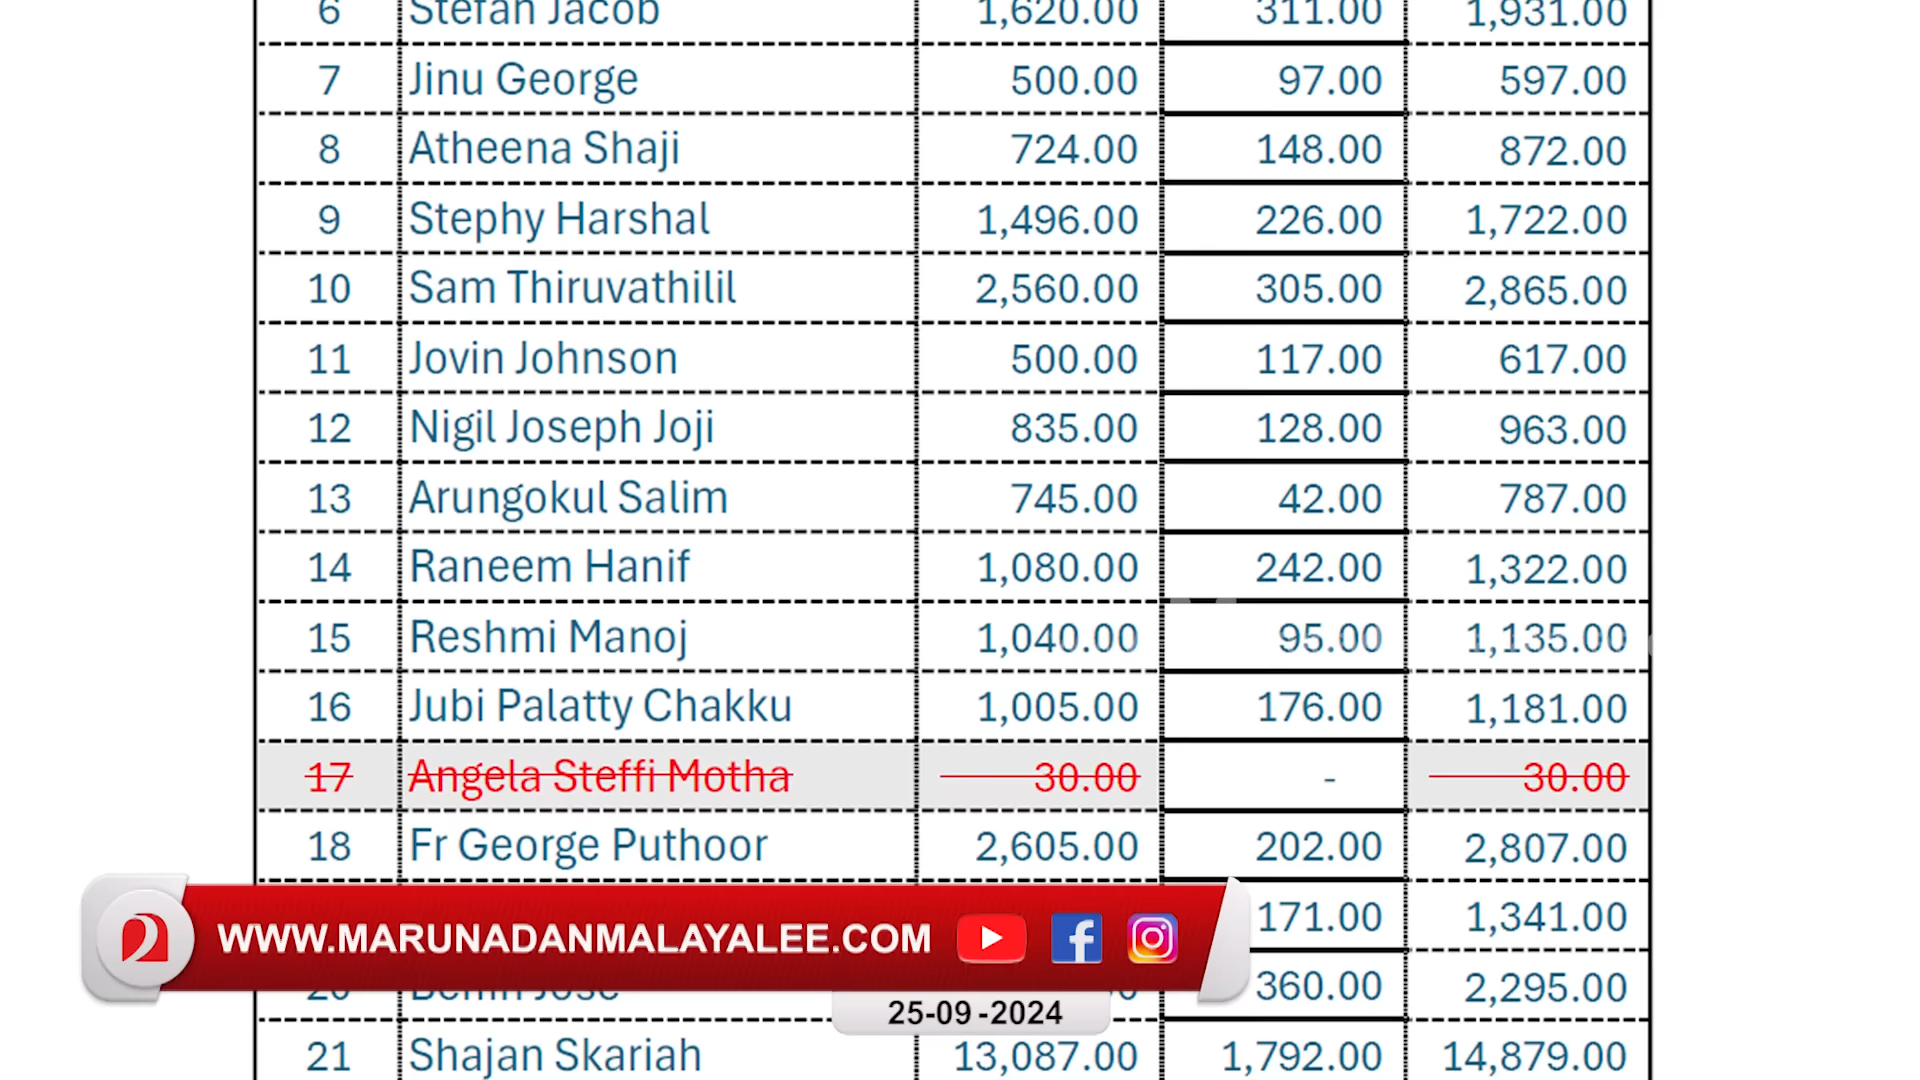 6 Stefan Jacob 1,620.00 311.00 1,931.00
7 Jinu George 500.00 97.00 597.00
8 Atheena Shaji 724.00 148.00 872.00
9 Stephy Harshal 1,496.00 226.00 1,722.00
10 Sam Thiruvathilil 2,560.00 305.00 2,865.00
11 Jovin Johnson 500.00 117.00 617.00
12 Nigil Joseph Joji 835.00 128.00 963.00
13 Arungokul Salim 745.00 42.00 787.00
14 Raneem Hanif 1,080.00 242.00 1,322.00
15 Reshmi Manoj 1,040.00 95.00 1,135.00
16 Jubi Palatty Chakku 1,005.00 176.00 1,181.00
17 Angela Steffi Motha 30.00 - 30.00
18 Fr George Puthoor 2,605.00 202.00 2,807.00
171.00 1,341.00
WWW.MARUNADANMALAYALEE.COM
20 Jose 360.00 2,295.00
25-09-2024
21 Shajan Skariah 13,087.00 1,792.00 14,879.00